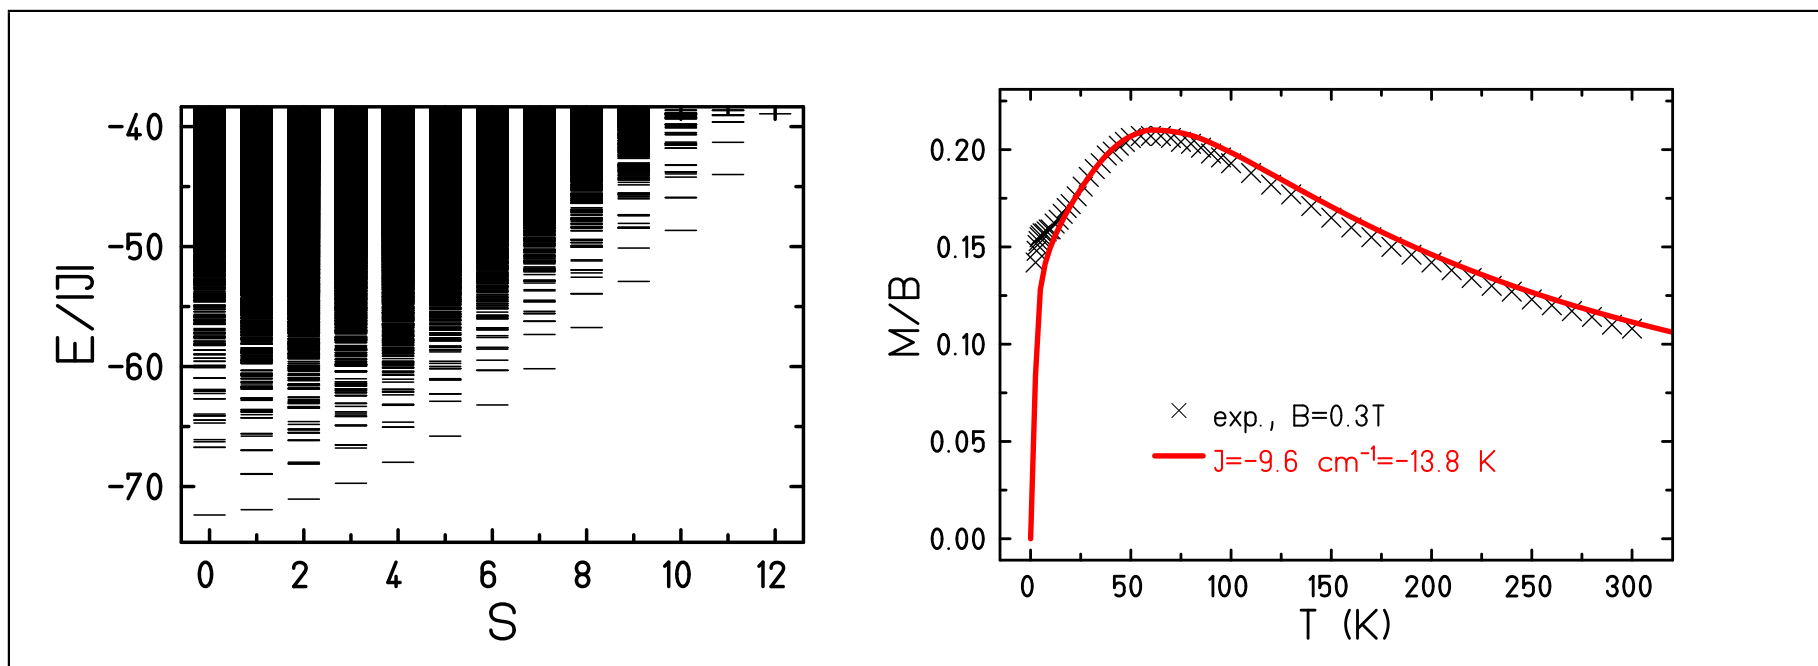 −40
−50
−60
−70
E/|J|
0 2 4 6 8 10 12
S
0.20
0.15
0.10
0.05
0.00
M/B
exp., B=0.3T
J=−9.6 cm⁻¹=−13.8 K
0 50 100 150 200 250 300
T (K)